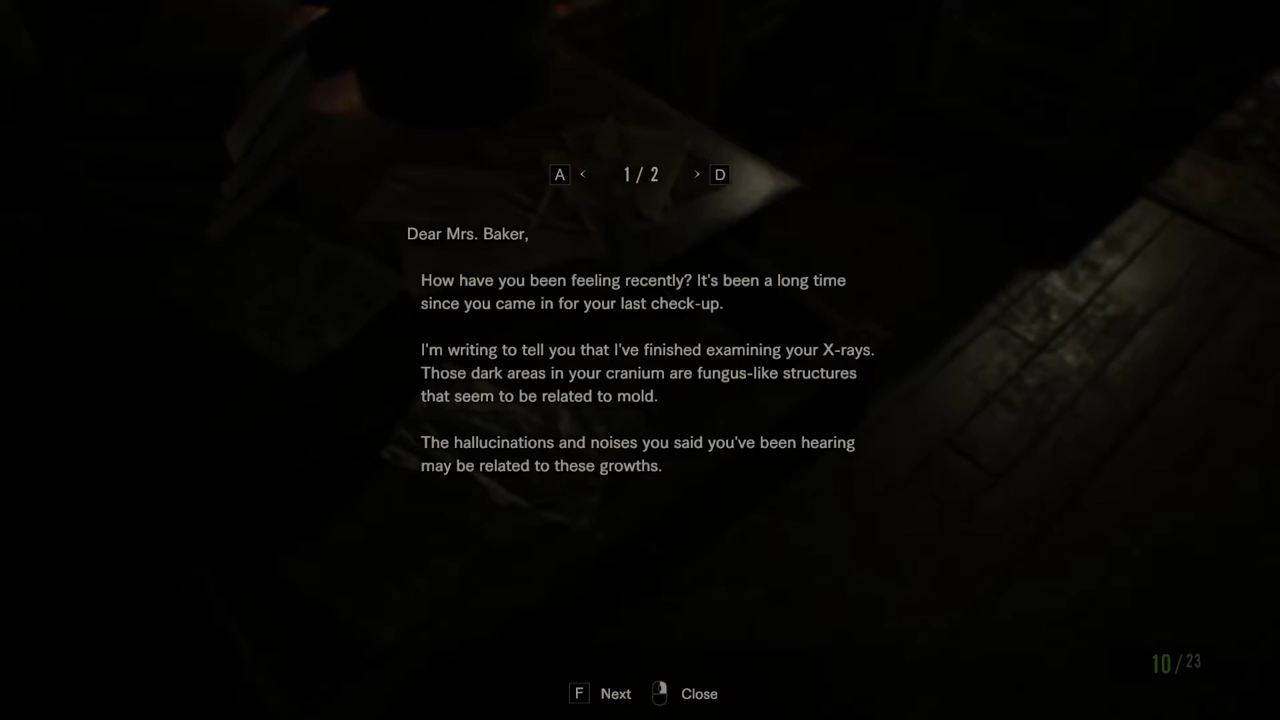 A < 1 / 2 > D
Dear Mrs. Baker,
How have you been feeling recently? It's been a long time
since you came in for your last check-up.
I'm writing to tell you that I've finished examining your X-rays.
Those dark areas in your cranium are fungus-like structures
that seem to be related to mold.
The hallucinations and noises you said you've been hearing
may be related to these growths.
10 / 23
F Next Close